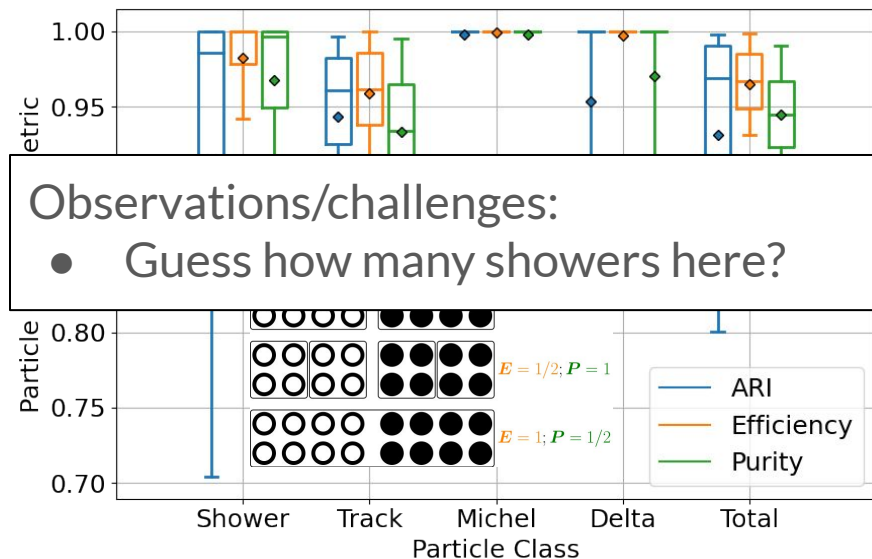 1.00
0.95
etric
Observations/challenges:
● Guess how many showers here?
Particle
0.80
E = 1/2; P = 1
0.75
E = 1; P = 1/2
0.70
ARI
Efficiency
Purity
Shower Track Michel Delta Total
Particle Class